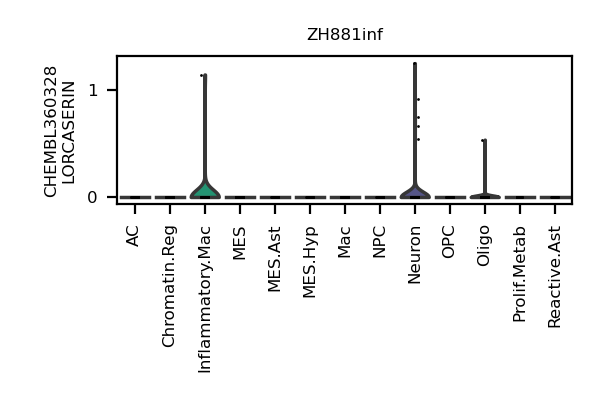 ZH881inf
CHEMBL360328
LORCASERIN
1
0
AC
Chromatin.Reg
Inflammatory.Mac
MES
MES.Ast
MES.Hyp
Mac
NPC
Neuron
OPC
Oligo
Prolif.Metab
Reactive.Ast